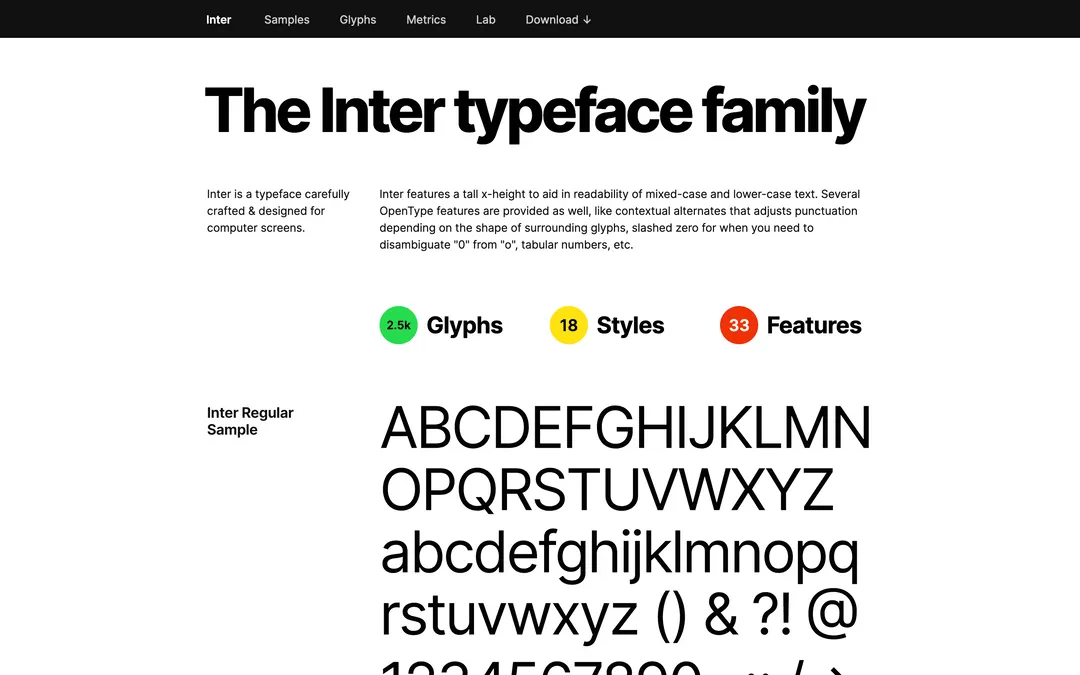 Inter Samples Glyphs Metrics Lab Download ↓
The Inter typeface family
Inter is a typeface carefully
crafted & designed for
computer screens.
Inter features a tall x-height to aid in readability of mixed-case and lower-case text. Several
OpenType features are provided as well, like contextual alternates that adjusts punctuation
depending on the shape of surrounding glyphs, slashed zero for when you need to
disambiguate "0" from "o", tabular numbers, etc.
2.5k Glyphs 18 Styles 33 Features
Inter Regular
Sample
ABCDEFGHIJKLMN
OPQRSTUVWXYZ
abcdefghijklmnopq
rstuvwxyz () & ?! @
1234567890